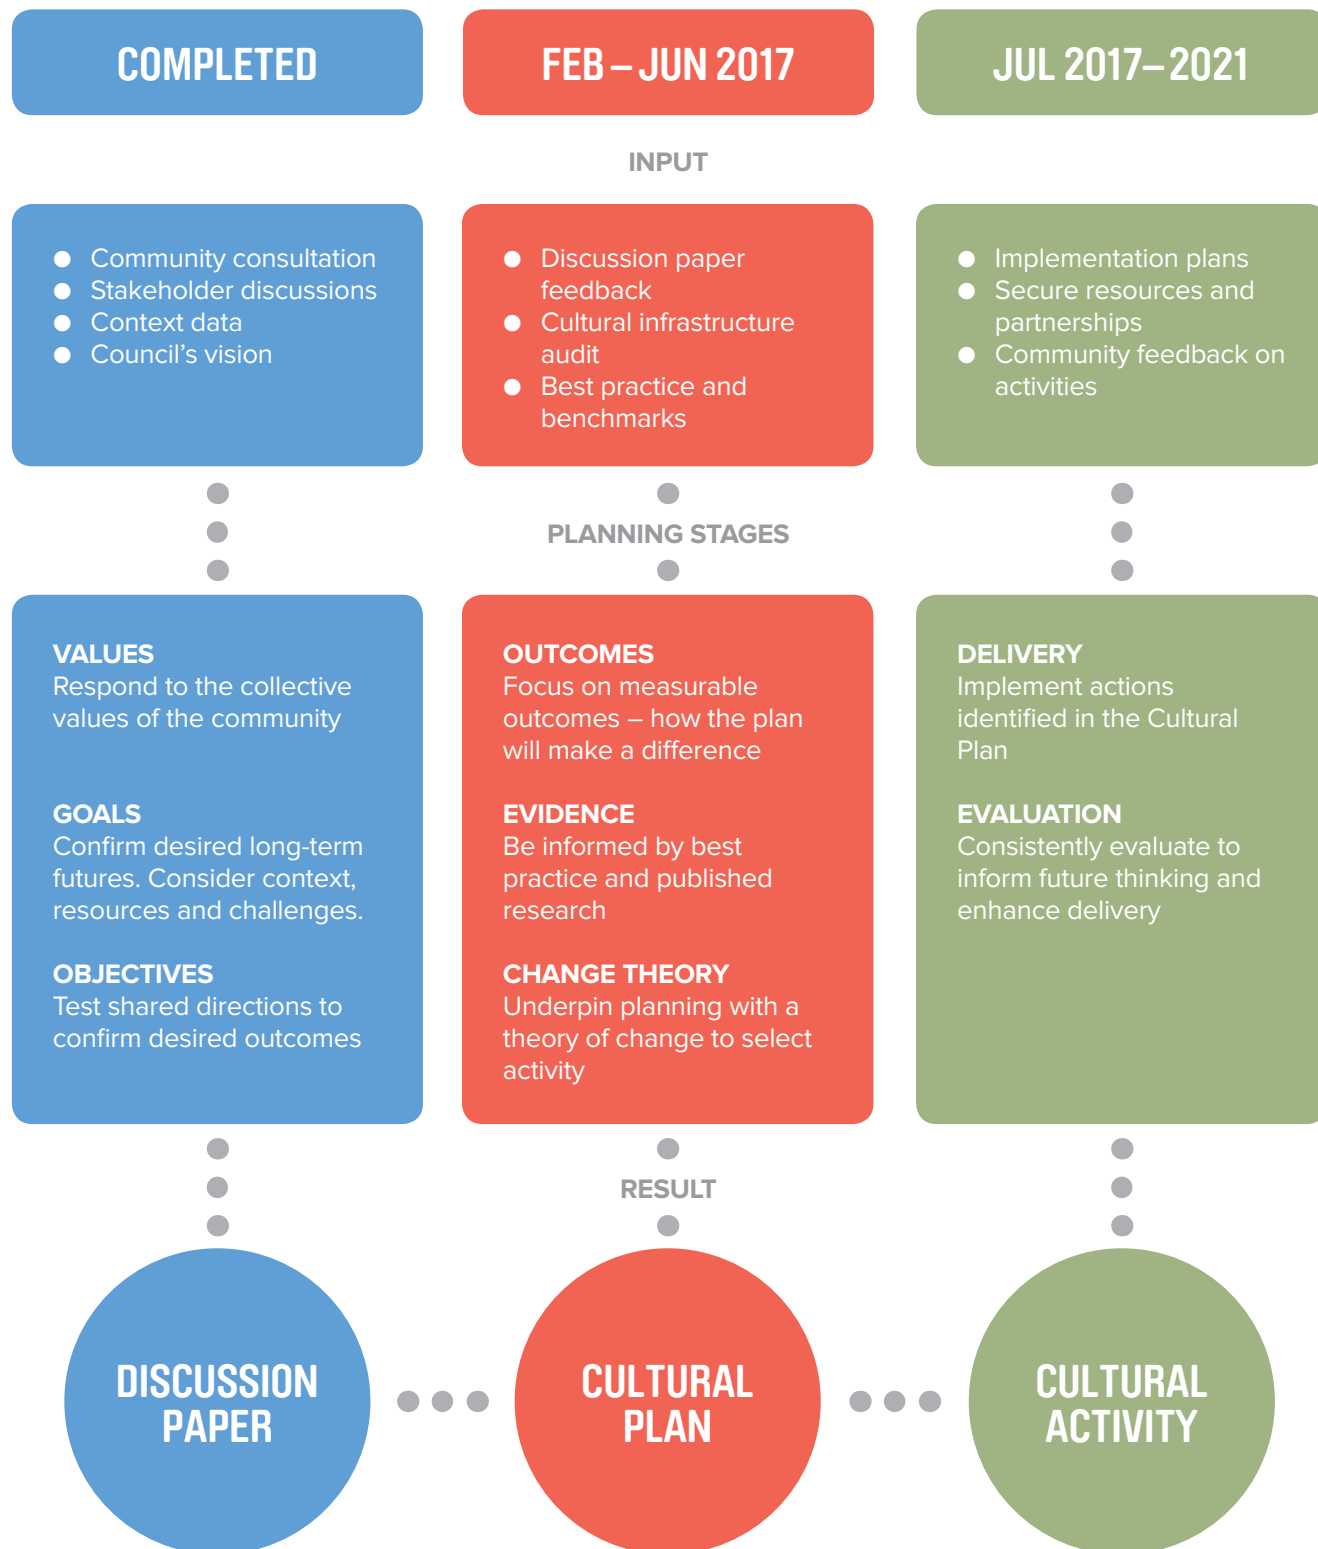 COMPLETED
FEB – JUN 2017
JUL 2017– 2021
INPUT
● Community consultation
● Stakeholder discussions
● Context data
● Council’s vision
● Discussion paper
feedback
● Cultural infrastructure
audit
● Best practice and
benchmarks
● Implementation plans
● Secure resources and
partnerships
● Community feedback on
activities
PLANNING STAGES
VALUES
Respond to the collective
values of the community
GOALS
Confirm desired long-term
futures. Consider context,
resources and challenges.
OBJECTIVES
Test shared directions to
confirm desired outcomes
OUTCOMES
Focus on measurable
outcomes – how the plan
will make a difference
EVIDENCE
Be informed by best
practice and published
research
CHANGE THEORY
Underpin planning with a
theory of change to select
activity
DELIVERY
Implement actions
identified in the Cultural
Plan
EVALUATION
Consistently evaluate to
inform future thinking and
enhance delivery
RESULT
DISCUSSION
PAPER
CULTURAL
PLAN
CULTURAL
ACTIVITY